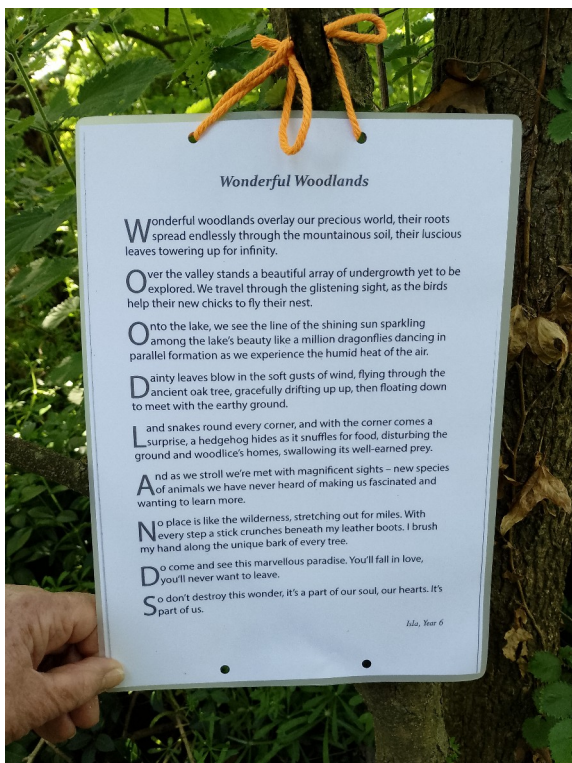 Wonderful Woodlands
Wonderful woodlands overlay our precious world, their roots
spread endlessly through the mountainous soil, their luscious
leaves towering up for infinity.
Over the valley stands a beautiful array of undergrowth yet to be
explored. We travel through the glistening sight, as the birds
help their new chicks to fly their nest.
Onto the lake, we see the line of the shining sun sparkling
among the lake's beauty like a million dragonflies dancing in
parallel formation as we experience the humid heat of the air.
Dainty leaves blow in the soft gusts of wind, flying through the
ancient oak tree, gracefully drifting up up, then floating down
to meet with the earthy ground.
Land snakes round every corner, and with the corner comes a
surprise, a hedgehog hides as it snuffles for food, disturbing the
ground and woodlice's homes, swallowing its well-earned prey.
And as we stroll we're met with magnificent sights – new species
of animals we have never heard of making us fascinated and
wanting to learn more.
No place is like the wilderness, stretching out for miles. With
every step a stick crunches beneath my leather boots. I brush
my hand along the unique bark of every tree.
Do come and see this marvellous paradise. You'll fall in love,
you'll never want to leave.
So don't destroy this wonder, it's a part of our soul, our hearts. It's
part of us.
Isla, Year 6